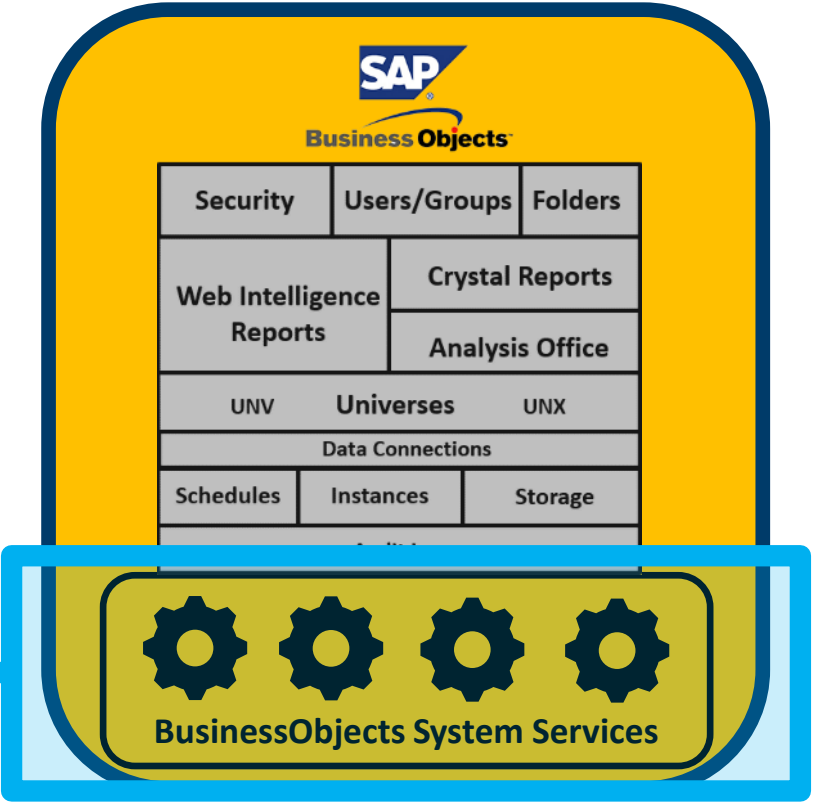 SAP
®
Business Objects™
Security Users/Groups Folders
Crystal Reports
Web Intelligence
Reports
Analysis Office
UNV Universes UNX
Data Connections
Schedules Instances Storage
BusinessObjects System Services